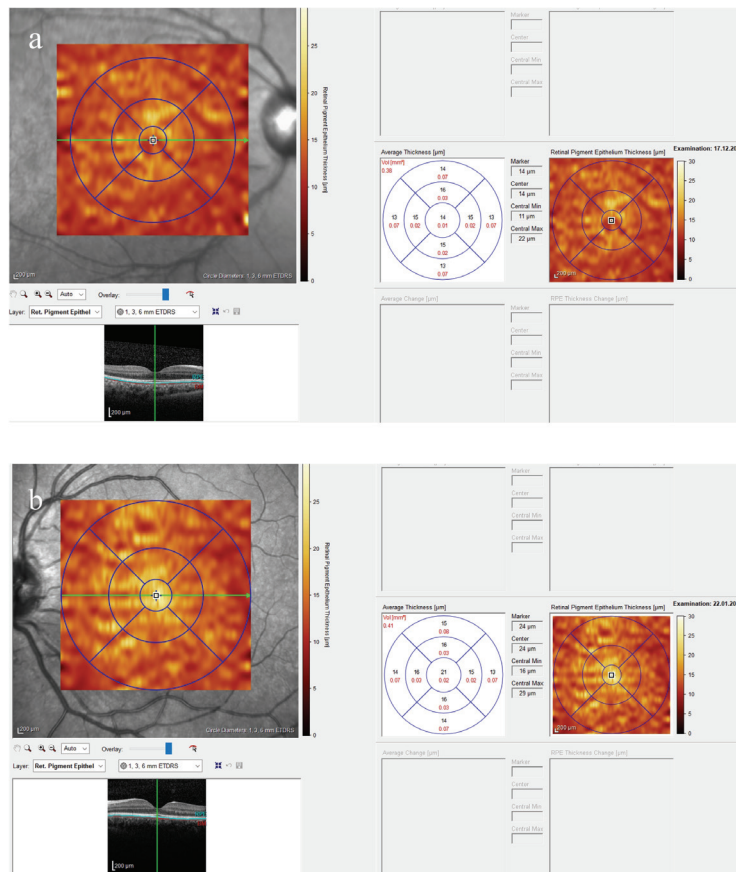 a
25
20
15
10
5
0
Retinal Pigment Epithelium Thickness [µm]
200 µm
Circle Diameters: 1, 3, 6 mm ETDRS
Auto
Overlay:
Layer: Ret. Pigment Epithel
1, 3, 6 mm ETDRS
200 µm
Marker
Center
Central Min
Central Max
Average Thickness [µm]
Vol [mm³]
0.38
14
0.07
16
0.03
13
0.07
15
0.02
14
0.01
15
0.02
13
0.07
15
0.02
13
0.07
Marker
14 µm
Center
14 µm
Central Min
11 µm
Central Max
22 µm
Retinal Pigment Epithelium Thickness [µm]
Examination: 17.12.20
200 µm
30
25
20
15
10
5
0
Average Change [µm]
Marker
Center
Central Min
Central Max
RPE Thickness Change [µm]
b
25
20
15
10
5
0
Retinal Pigment Epithelium Thickness [µm]
200 µm
Circle Diameters: 1, 3, 6 mm ETDRS
Auto
Overlay:
Layer: Ret. Pigment Epithel
1, 3, 6 mm ETDRS
200 µm
Marker
Center
Central Min
Central Max
Average Thickness [µm]
Vol [mm³]
0.41
15
0.08
16
0.03
14
0.07
16
0.03
21
0.02
15
0.02
13
0.07
16
0.03
14
0.07
Marker
24 µm
Center
24 µm
Central Min
16 µm
Central Max
29 µm
Retinal Pigment Epithelium Thickness [µm]
Examination: 22.01.20
200 µm
30
25
20
15
10
5
0
Average Change [µm]
Marker
Center
Central Min
Central Max
RPE Thickness Change [µm]